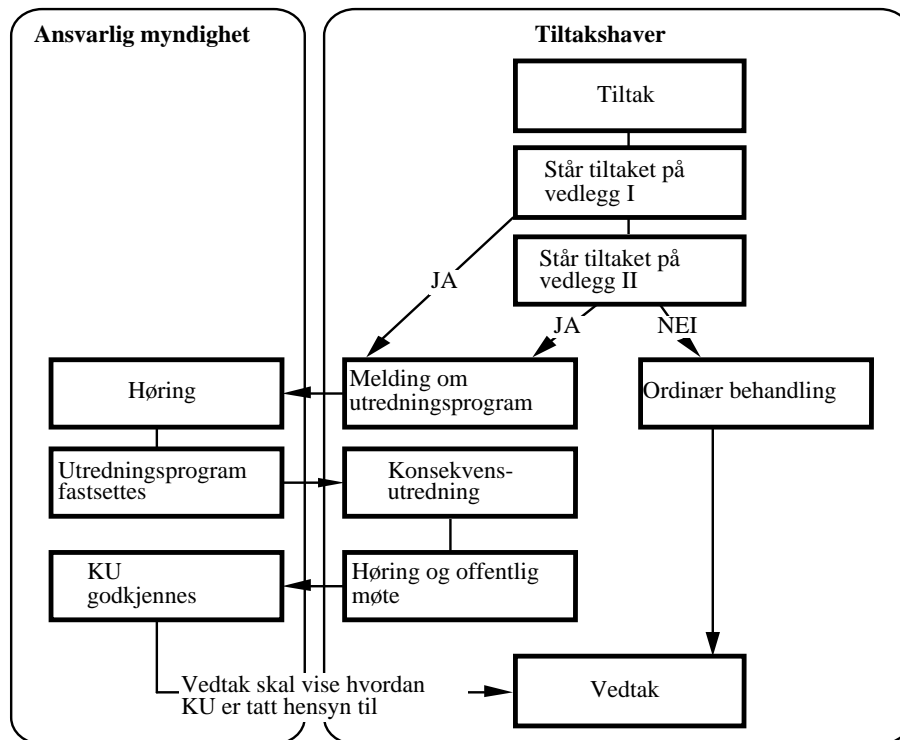 Ansvarlig myndighet
Tiltakshaver
Tiltak
Står tiltaket på
vedlegg I
Står tiltaket på
vedlegg II
JA
JA
NEI
Høring
Melding om
utredningsprogram
Ordinær behandling
Utredningsprogram
fastsettes
Konsekvens-
utredning
KU
godkjennes
Høring og offentlig
møte
Vedtak skal vise hvordan
KU er tatt hensyn til
Vedtak